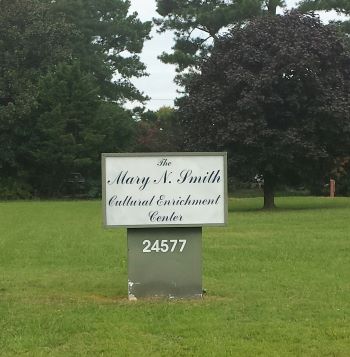 The
Mary N. Smith
Cultural Enrichment
Center
24577